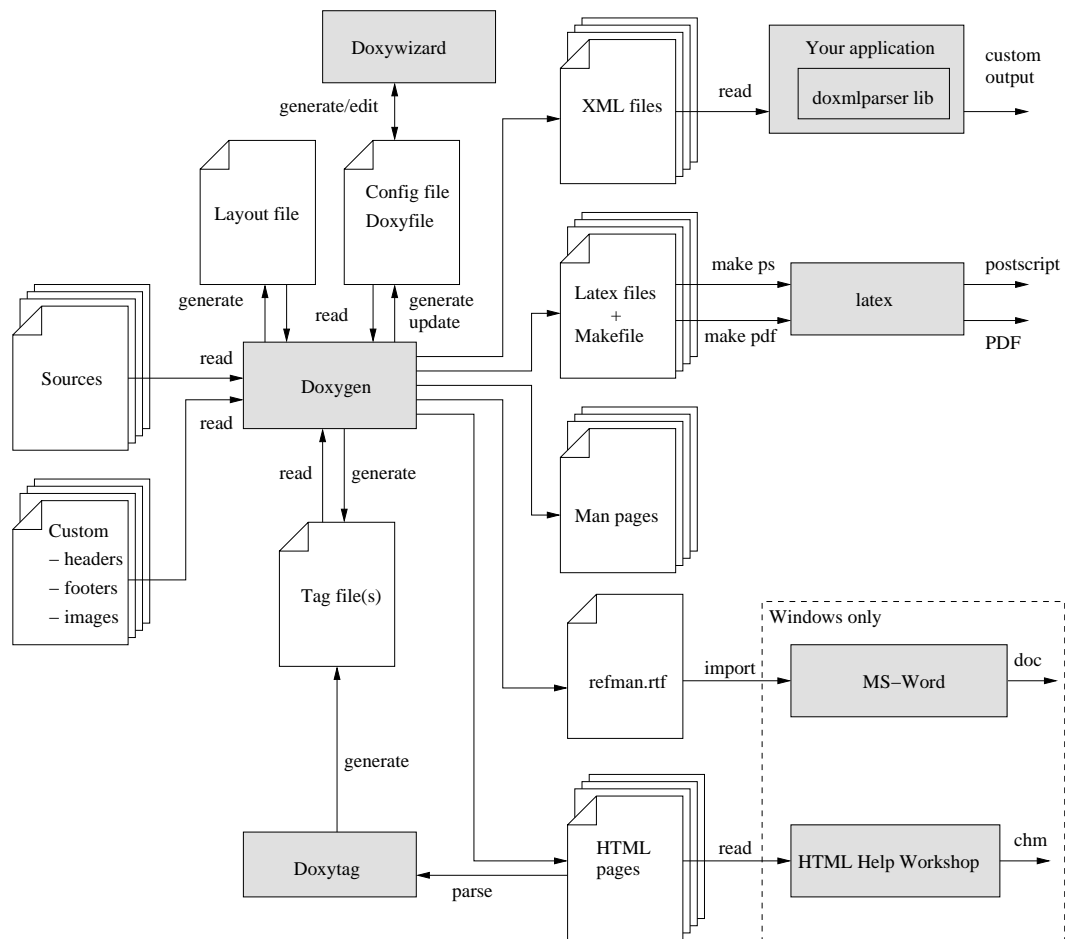 Doxywizard
generate/edit
Layout file
Config file
Doxyfile
generate
read
generate
update
Sources
read
Doxygen
read
Custom
– headers
– footers
– images
read
generate
Tag file(s)
generate
Doxytag
parse
XML files
read
Your application
doxmlparser lib
custom
output
Latex files
+
Makefile
make ps
make pdf
latex
postscript
PDF
Man pages
refman.rtf
import
Windows only
MS–Word
doc
HTML
pages
read
HTML Help Workshop
chm